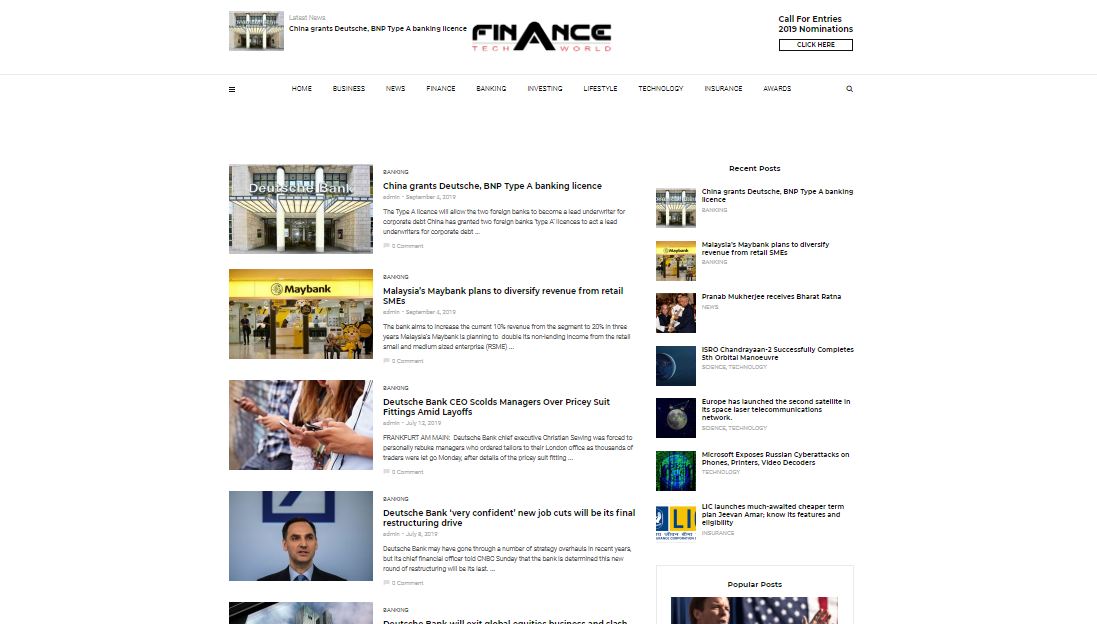 Latest News
China grants Deutsche, BNP Type A banking licence
FINANCE
TECH WORLD
Call For Entries
2019 Nominations
CLICK HERE
HOME BUSINESS NEWS FINANCE BANKING INVESTING LIFESTYLE TECHNOLOGY INSURANCE AWARDS
Deutsche Bank
BANKING
China grants Deutsche, BNP Type A banking licence
admin - September 4, 2019
The Type A licence will allow the two foreign banks to become a lead underwriter for
corporate debt China has granted two foreign banks 'type A' licences to act a lead
underwriters for corporate debt ...
0 Comment
Maybank
BANKING
Malaysia's Maybank plans to diversify revenue from retail
SMEs
admin - September 4, 2019
The bank aims to increase the current 10% revenue from the segment to 20% in three
years Malaysia's Maybank is planning to double its non-lending income from the retail
small and medium sized enterprise (RSME) ...
0 Comment
BANKING
Deutsche Bank CEO Scolds Managers Over Pricey Suit
Fittings Amid Layoffs
admin - July 12, 2019
FRANKFURT AM MAIN: Deutsche Bank chief executive Christian Sewing was forced to
personally rebuke managers who ordered tailors to their London office as thousands of
traders were let go Monday, after details of the pricey suit fitting ...
0 Comment
BANKING
Deutsche Bank 'very confident' new job cuts will be its final
restructuring drive
admin - July 8, 2019
Deutsche Bank may have gone through a number of strategy overhauls in recent years,
but its chief financial officer told CNBC Sunday that the bank is determined this new
round of restructuring will be its last. ...
0 Comment
BANKING
Deutsche Bank will exit global equities business and slash
Recent Posts
China grants Deutsche, BNP Type A banking
licence
BANKING
Maybank
Malaysia's Maybank plans to diversify
revenue from retail SMEs
BANKING
Pranab Mukherjee receives Bharat Ratna
NEWS
ISRO Chandrayaan-2 Successfully Completes
5th Orbital Manoeuvre
SCIENCE, TECHNOLOGY
Europe has launched the second satellite in
its space laser telecommunications
network.
SCIENCE, TECHNOLOGY
Microsoft Exposes Russian Cyberattacks on
Phones, Printers, Video Decoders
TECHNOLOGY
LIC launches much-awaited cheaper term
plan Jeevan Amar; know its features and
eligibility
INSURANCE
Popular Posts